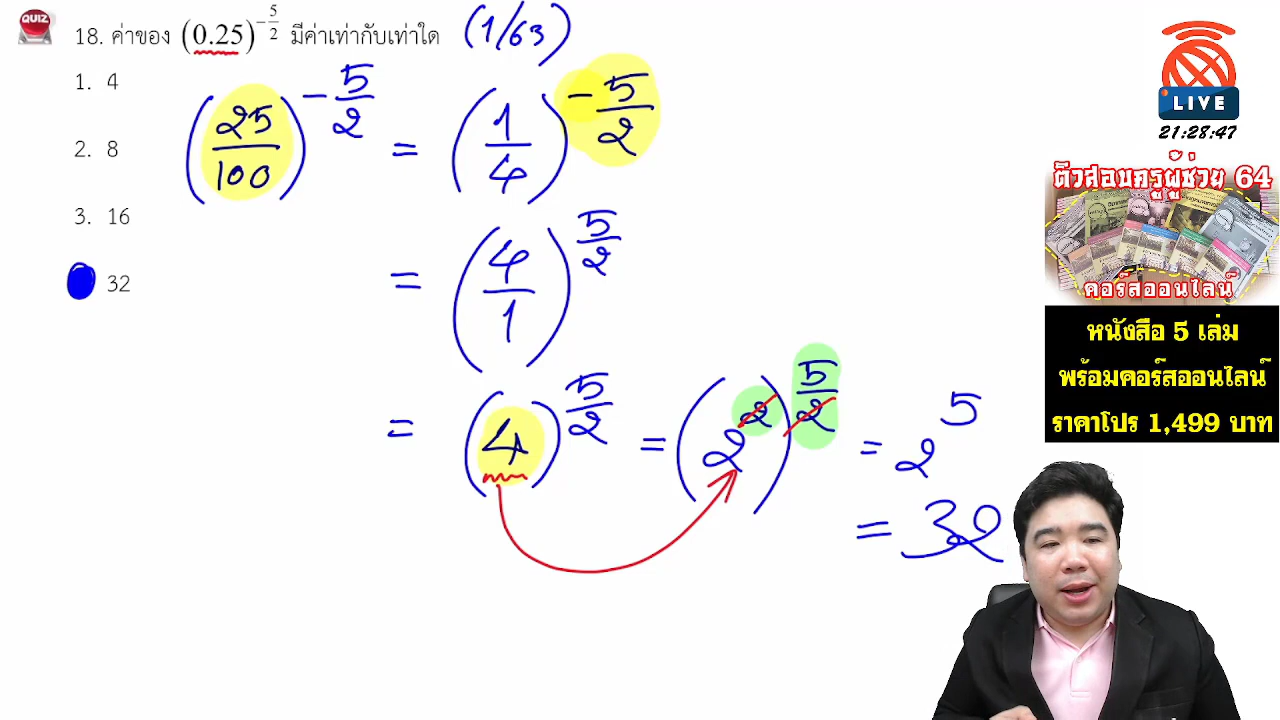 QUIZ
18. ค่าของ (0.25)^{-5/2} มีค่าเท่ากับเท่าใด (1/63)
1. 4
2. 8
3. 16
32
(25/100)^{-5/2} = (1/4)^{-5/2}
= (4/1)^{5/2}
= (4)^{5/2} = (2^2)^{5/2} = 2^5
= 32
LIVE
21:28:47
ติวสอบครูผู้ช่วย 64
คอร์สออนไลน์
หนังสือ 5 เล่ม
พร้อมคอร์สออนไลน์
ราคาโปร 1,499 บาท